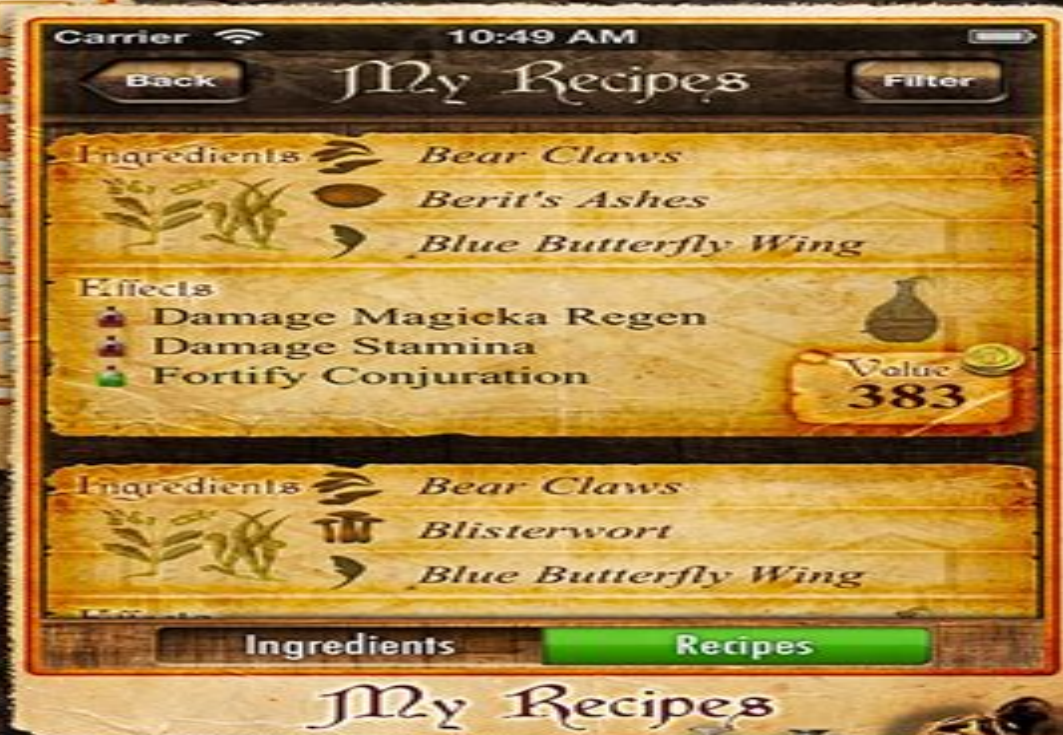 Carrier 10:49 AM
Back My Recipes Filter
Ingredients Bear Claws
Berit's Ashes
Blue Butterfly Wing
Effects
Damage Magicka Regen
Damage Stamina
Fortify Conjuration
Value
383
Ingredients Bear Claws
Blisterwort
Blue Butterfly Wing
Effects
Ingredients Recipes
My Recipes